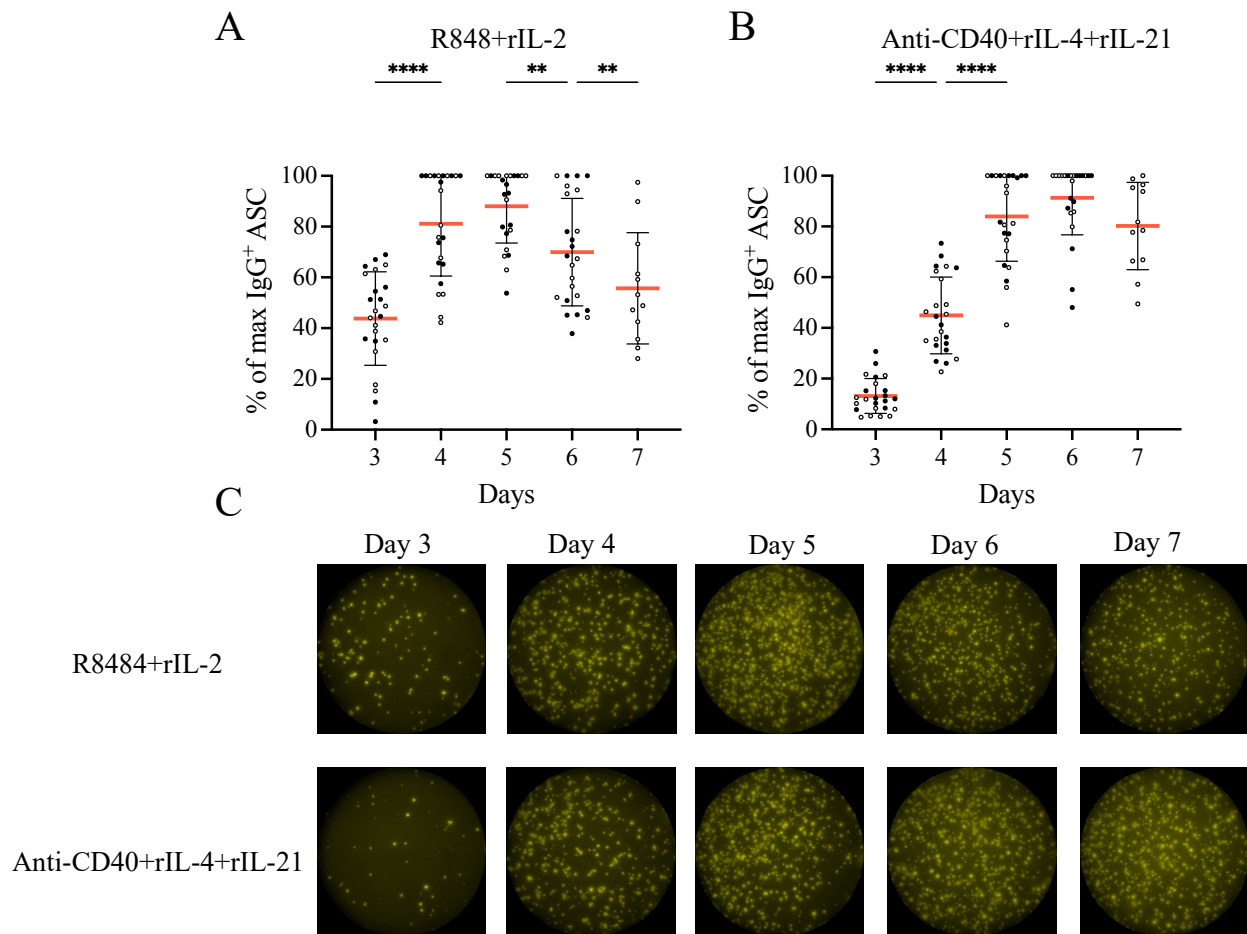 A
R848+rIL-2
**** ** **
% of max IgG+ ASC
100
80
60
40
20
0
3 4 5 6 7
Days
B
Anti-CD40+rIL-4+rIL-21
**** ****
% of max IgG+ ASC
100
80
60
40
20
0
3 4 5 6 7
Days
C
Day 3 Day 4 Day 5 Day 6 Day 7
R8484+rIL-2
Anti-CD40+rIL-4+rIL-21